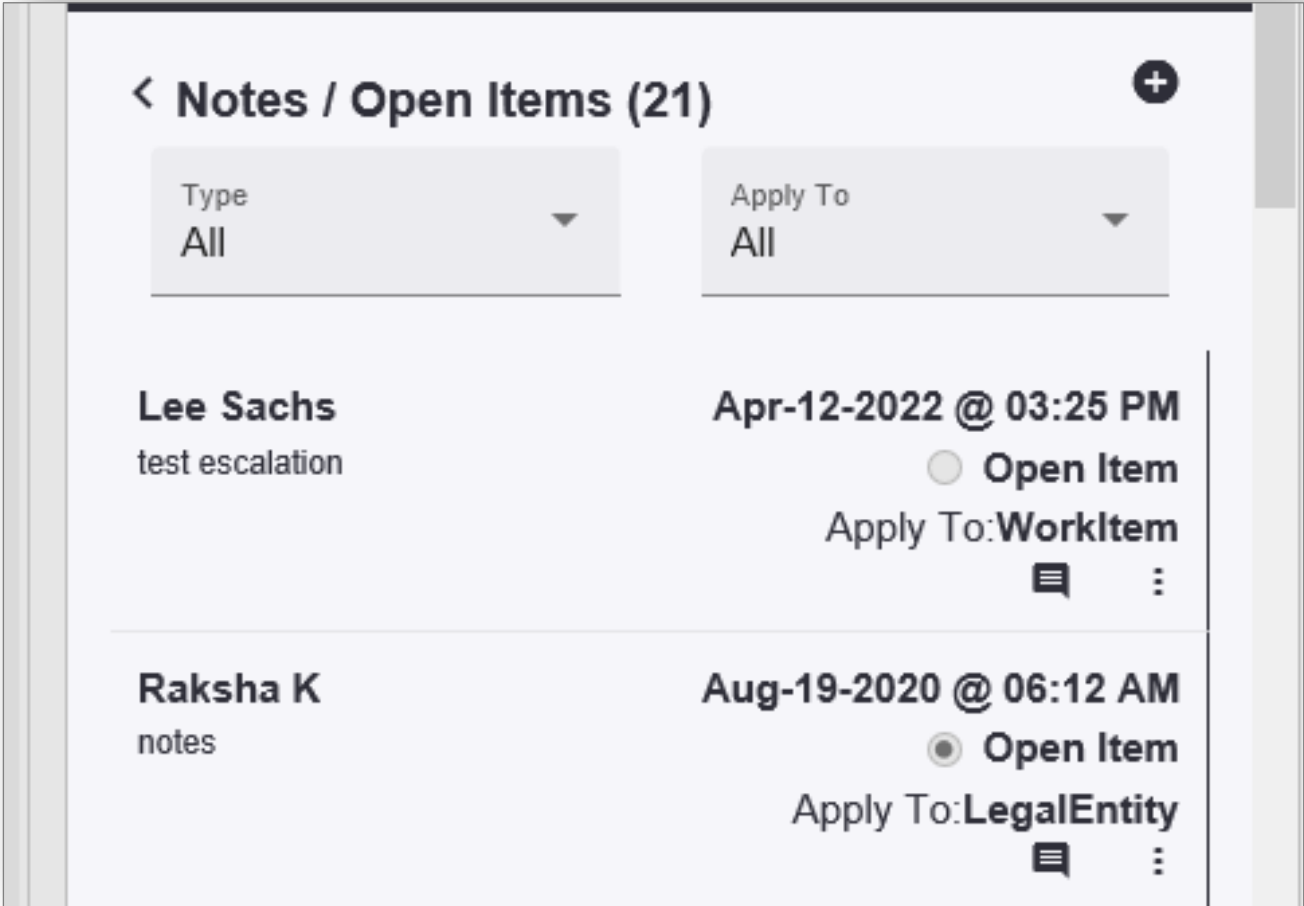 Notes / Open Items (21)
Type
All
Apply To
All
Lee Sachs
Apr-12-2022 @ 03:25 PM
test escalation
Open Item
Apply To:WorkItem
Raksha K
Aug-19-2020 @ 06:12 AM
notes
Open Item
Apply To:LegalEntity